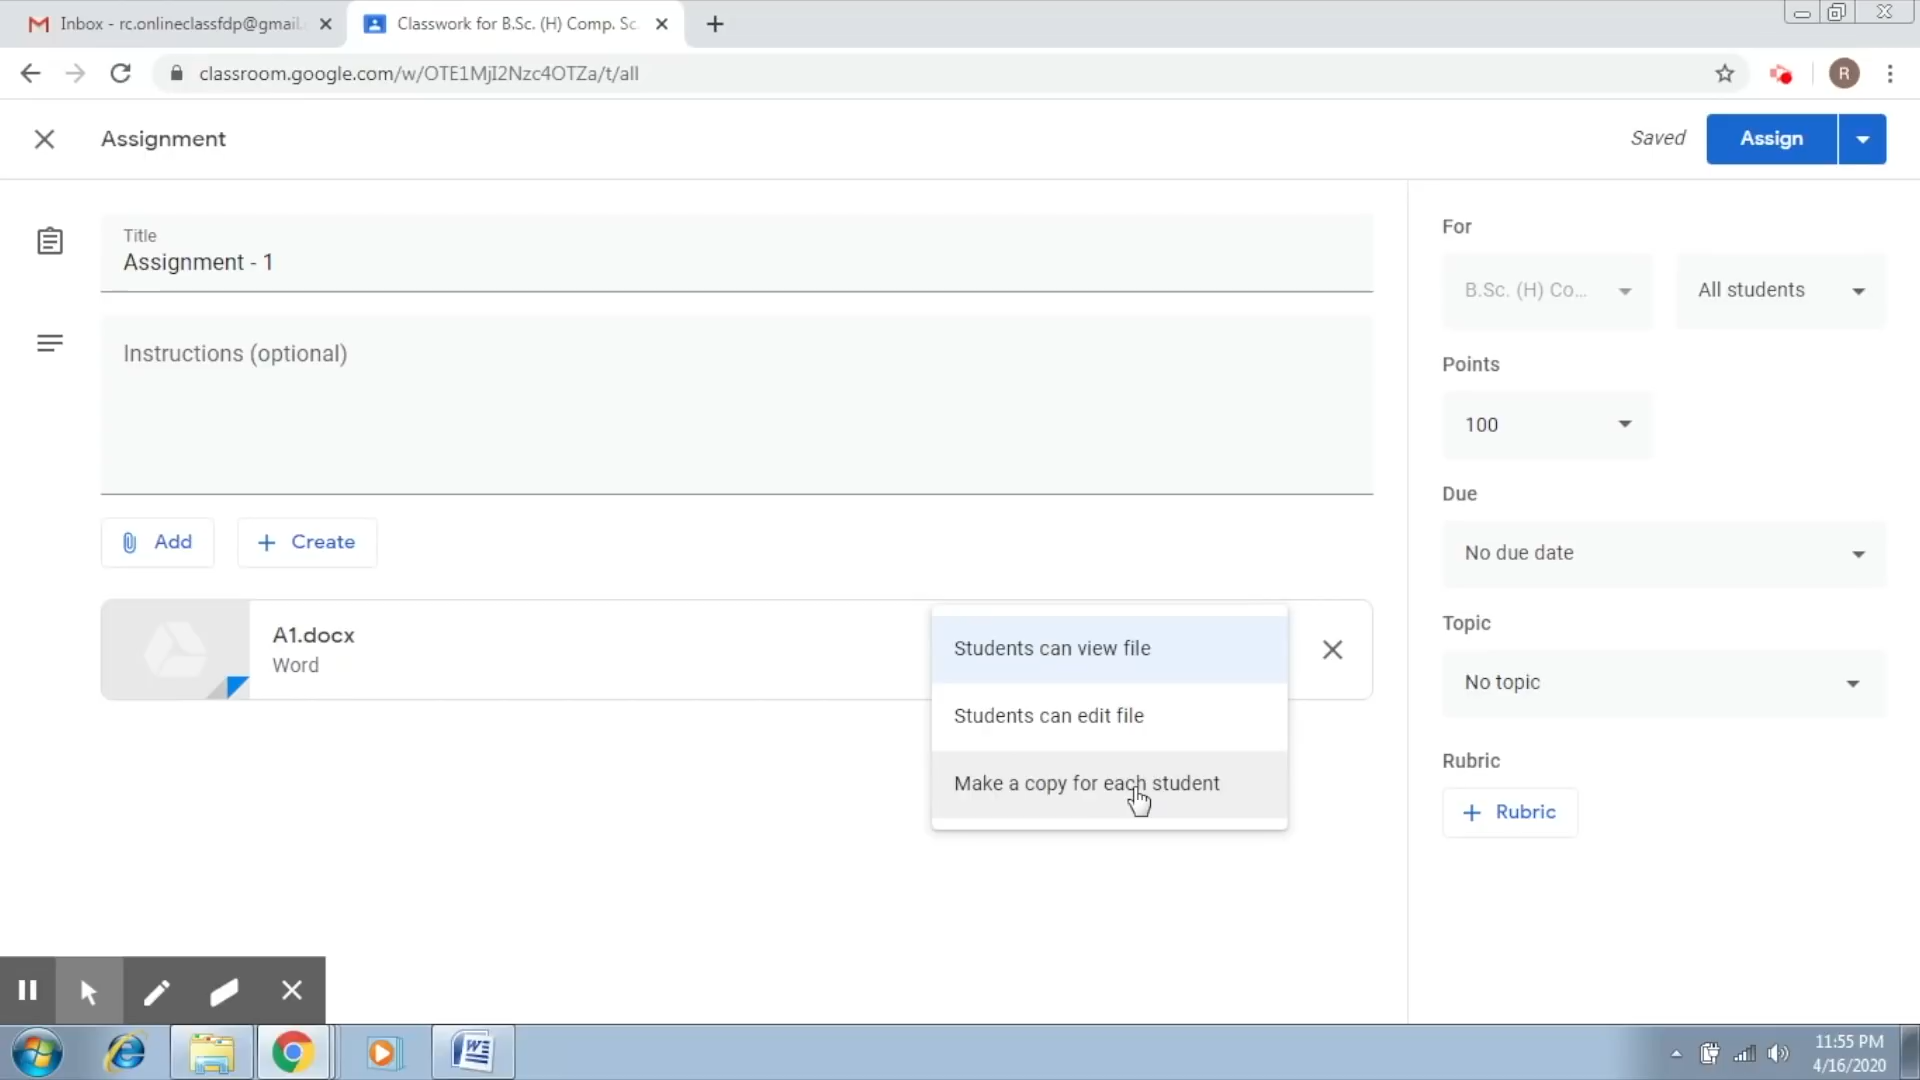 Inbox - rc.onlineclassfdp@gmail.
Classwork for B.Sc. (H) Comp. Sc.
classroom.google.com/w/OTE1MjI2Nzc4OTZa/t/all
R
Assignment
Saved
Assign
Title
Assignment - 1
Instructions (optional)
Add
Create
A1.docx
Word
Students can view file
Students can edit file
Make a copy for each student
For
B.Sc. (H) Co...
All students
Points
100
Due
No due date
Topic
No topic
Rubric
Rubric
11:55 PM
4/16/2020